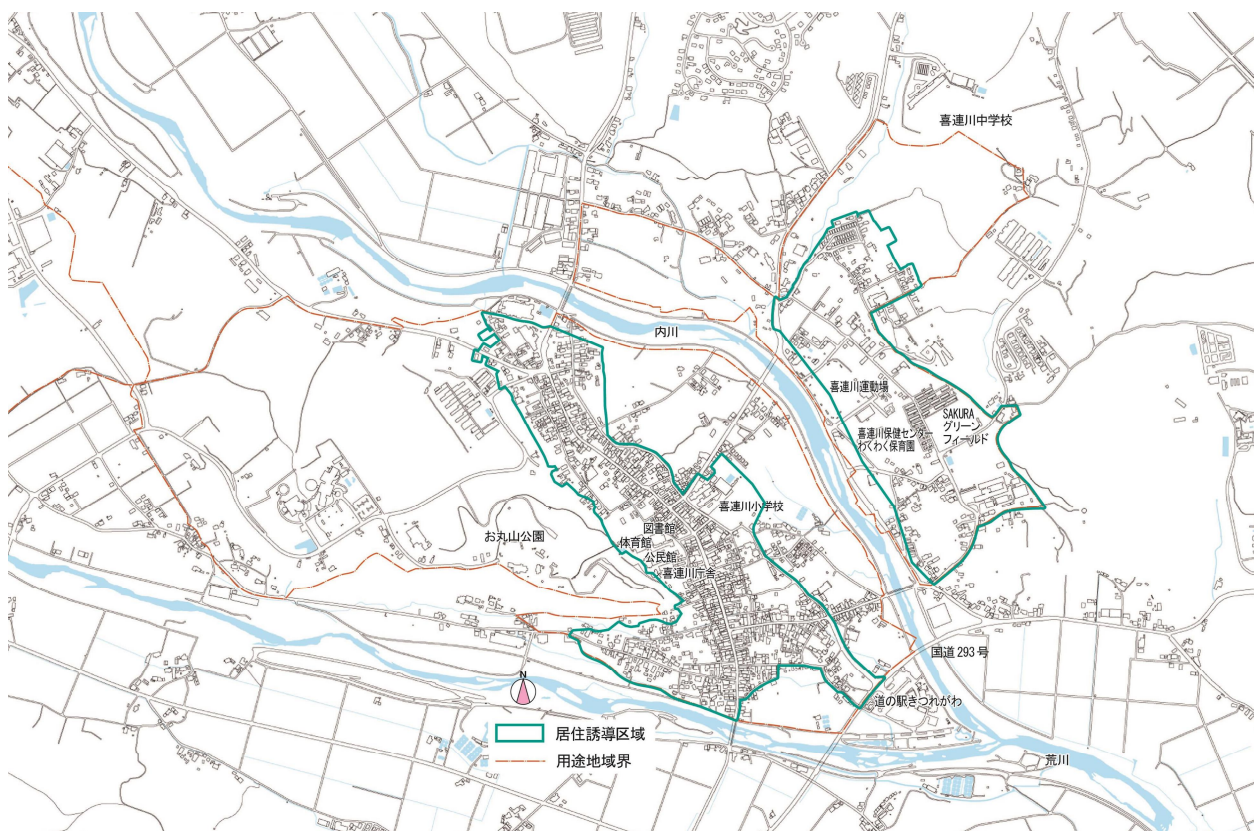 喜連川中学校
内川
喜連川運動場
SAKURA
グリーン
フィールド
喜連川保健センター
わくわく保育園
喜連川小学校
図書館
体育館
お丸山公園
公民館
喜連川庁舎
国道293号
道の駅きつれがわ
N
居住誘導区域
用途地域界
荒川